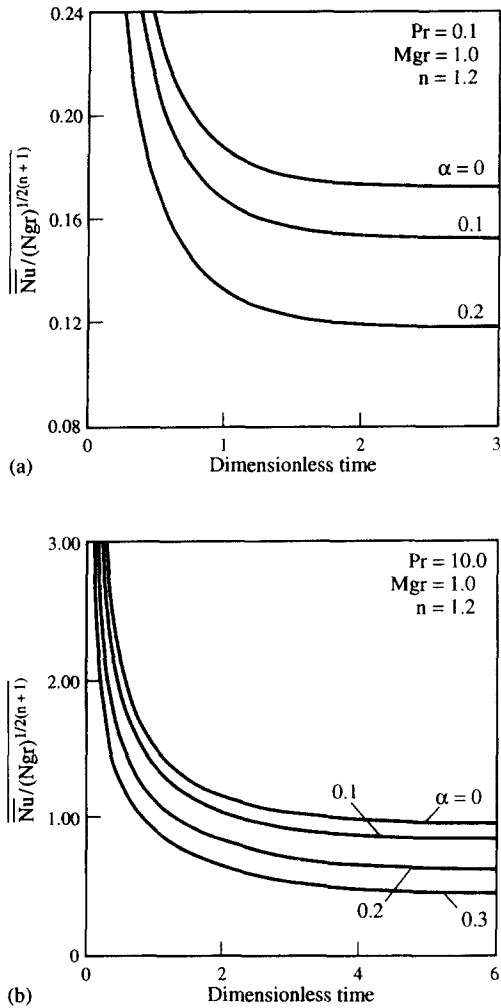 0.24
0.20
0.16
0.12
0.08
0
1
2
3
Pr = 0.1
Mgr = 1.0
n = 1.2
α = 0
0.1
0.2
Nu/(Ngr)^1/2(n + 1)
Dimensionless time
(a)
3.00
2.00
1.00
0
0
2
4
6
Pr = 10.0
Mgr = 1.0
n = 1.2
0.1
α = 0
0.2
0.3
Nu/(Ngr)^1/2(n + 1)
Dimensionless time
(b)